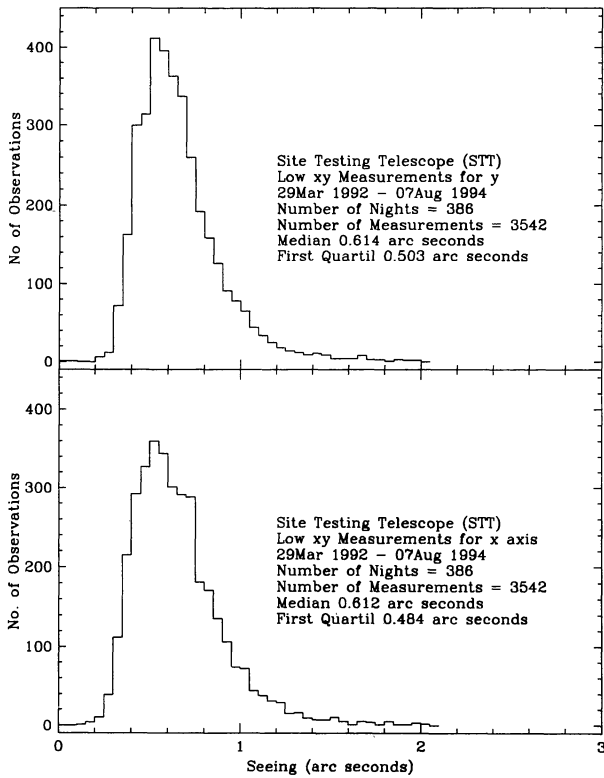 400
300
200
100
0
No of Observations
Site Testing Telescope (STT)
Low xy Measurements for y
29Mar 1992 - 07Aug 1994
Number of Nights = 386
Number of Measurements = 3542
Median 0.614 arc seconds
First Quartil 0.503 arc seconds
400
300
200
100
0
No. of Observations
Site Testing Telescope (STT)
Low xy Measurements for x axis
29Mar 1992 - 07Aug 1994
Number of Nights = 386
Number of Measurements = 3542
Median 0.612 arc seconds
First Quartil 0.484 arc seconds
0 1 2 3
Seeing (arc seconds)